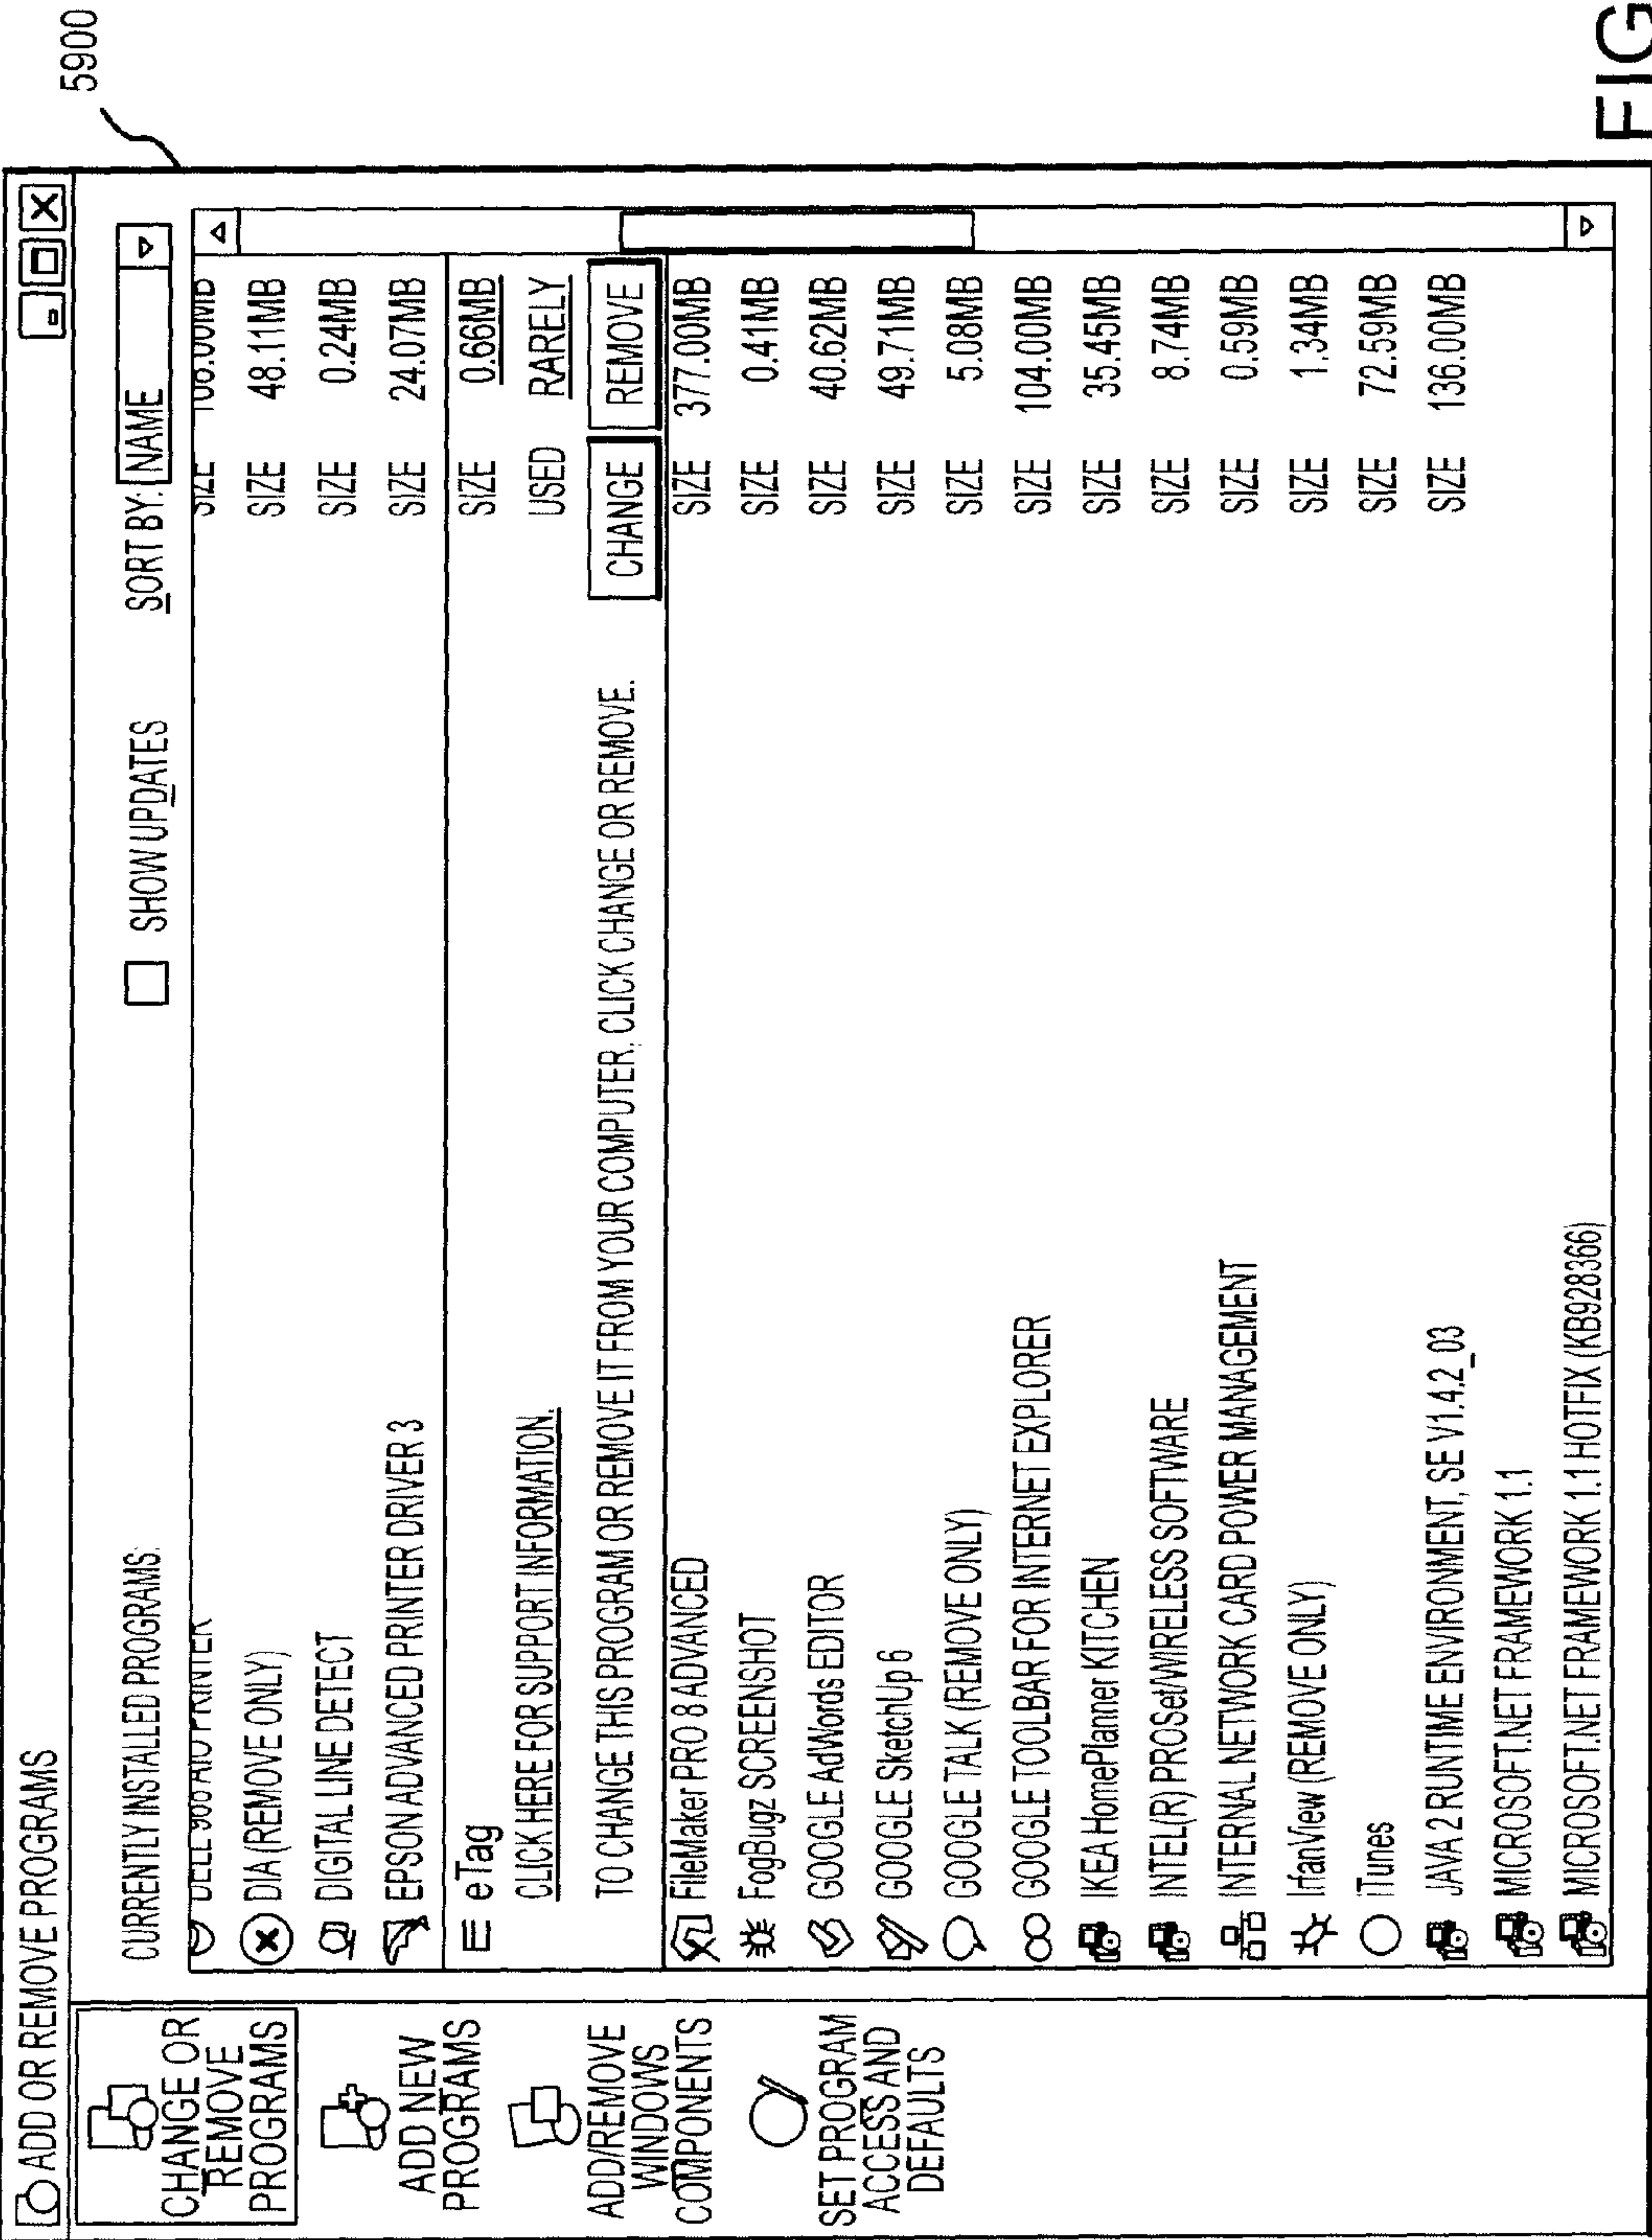 ADD OR REMOVE PROGRAMS
CHANGE OR
REMOVE
PROGRAMS
ADD NEW
PROGRAMS
ADD/REMOVE
WINDOWS
COMPONENTS
SET PROGRAM
ACCESS AND
DEFAULTS
CURRENTLY INSTALLED PROGRAMS: SHOW UPDATES SORT BY: NAME
DELL 968 AIO PRINTER SIZE
DIA (REMOVE ONLY) SIZE 48.11MB
DIGITAL LINE DETECT SIZE 0.24MB
EPSON ADVANCED PRINTER DRIVER 3 SIZE 24.07MB
eTag SIZE 0.66MB
CLICK HERE FOR SUPPORT INFORMATION. USED RARELY
TO CHANGE THIS PROGRAM OR REMOVE IT FROM YOUR COMPUTER, CLICK CHANGE OR REMOVE. CHANGE REMOVE
FileMaker PRO 8 ADVANCED SIZE 377.00MB
FogBugz SCREENSHOT SIZE 0.41MB
GOOGLE AdWords EDITOR SIZE 40.62MB
GOOGLE SketchUp 6 SIZE 49.71MB
GOOGLE TALK (REMOVE ONLY) SIZE 5.08MB
GOOGLE TOOLBAR FOR INTERNET EXPLORER SIZE 104.00MB
IKEA HomePlanner KITCHEN SIZE 35.45MB
INTEL(R) PROSet/WIRELESS SOFTWARE SIZE 8.74MB
INTERNAL NETWORK CARD POWER MANAGEMENT SIZE 0.59MB
IrfanView (REMOVE ONLY) SIZE 1.34MB
iTunes SIZE 72.59MB
JAVA 2 RUNTIME ENVIRONMENT, SE V1.4.2_03 SIZE 136.00MB
MICROSOFT.NET FRAMEWORK 1.1
MICROSOFT.NET FRAMEWORK 1.1 HOTFIX (KB928366)
5900
FIG